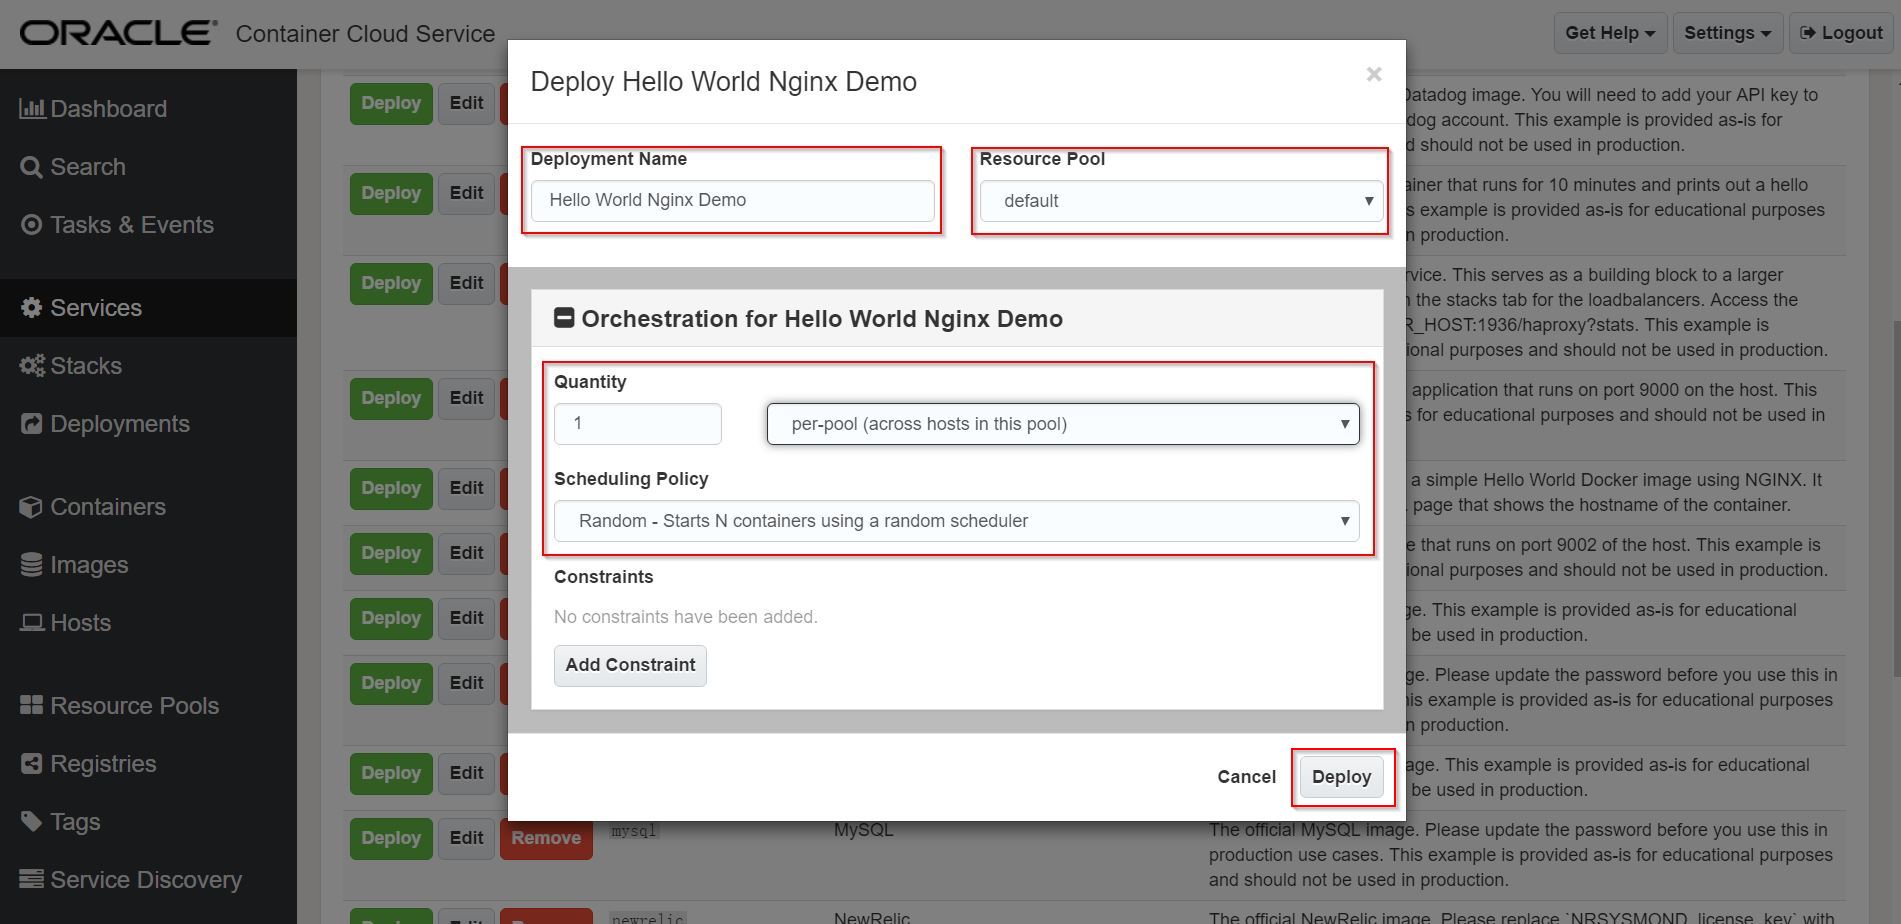 ORACLE® Container Cloud Service
Get Help
Settings
Logout
Dashboard
Search
Tasks & Events
Services
Stacks
Deployments
Containers
Images
Hosts
Resource Pools
Registries
Tags
Service Discovery
Deploy Hello World Nginx Demo
×
Deployment Name
Hello World Nginx Demo
Resource Pool
default
Orchestration for Hello World Nginx Demo
Quantity
1
per-pool (across hosts in this pool)
Scheduling Policy
Random - Starts N containers using a random scheduler
Constraints
No constraints have been added.
Add Constraint
Cancel
Deploy
Deploy Edit
Datadog image. You will need to add your API key to
dog account. This example is provided as-is for
should not be used in production.
Deploy Edit
that runs for 10 minutes and prints out a hello
example is provided as-is for educational purposes
production.
Deploy Edit
This serves as a building block to a larger
the stacks tab for the loadbalancers. Access the
R_HOST:1936/haproxy?stats. This example is
purposes and should not be used in production.
Deploy Edit
application that runs on port 9000 on the host. This
for educational purposes and should not be used in
Deploy Edit
a simple Hello World Docker image using NGINX. It
page that shows the hostname of the container.
Deploy Edit
that runs on port 9002 of the host. This example is
purposes and should not be used in production.
Deploy Edit
This example is provided as-is for educational
be used in production.
Deploy Edit
Please update the password before you use this in
example is provided as-is for educational purposes
production.
Deploy Edit
This example is provided as-is for educational
be used in production.
Deploy Edit Remove mysql MySQL
The official MySQL image. Please update the password before you use this in
production use cases. This example is provided as-is for educational purposes
and should not be used in production.
Deploy Edit newrelic NewRelic
The official NewRelic image. Please replace `NRSYSMOND_license_key` with